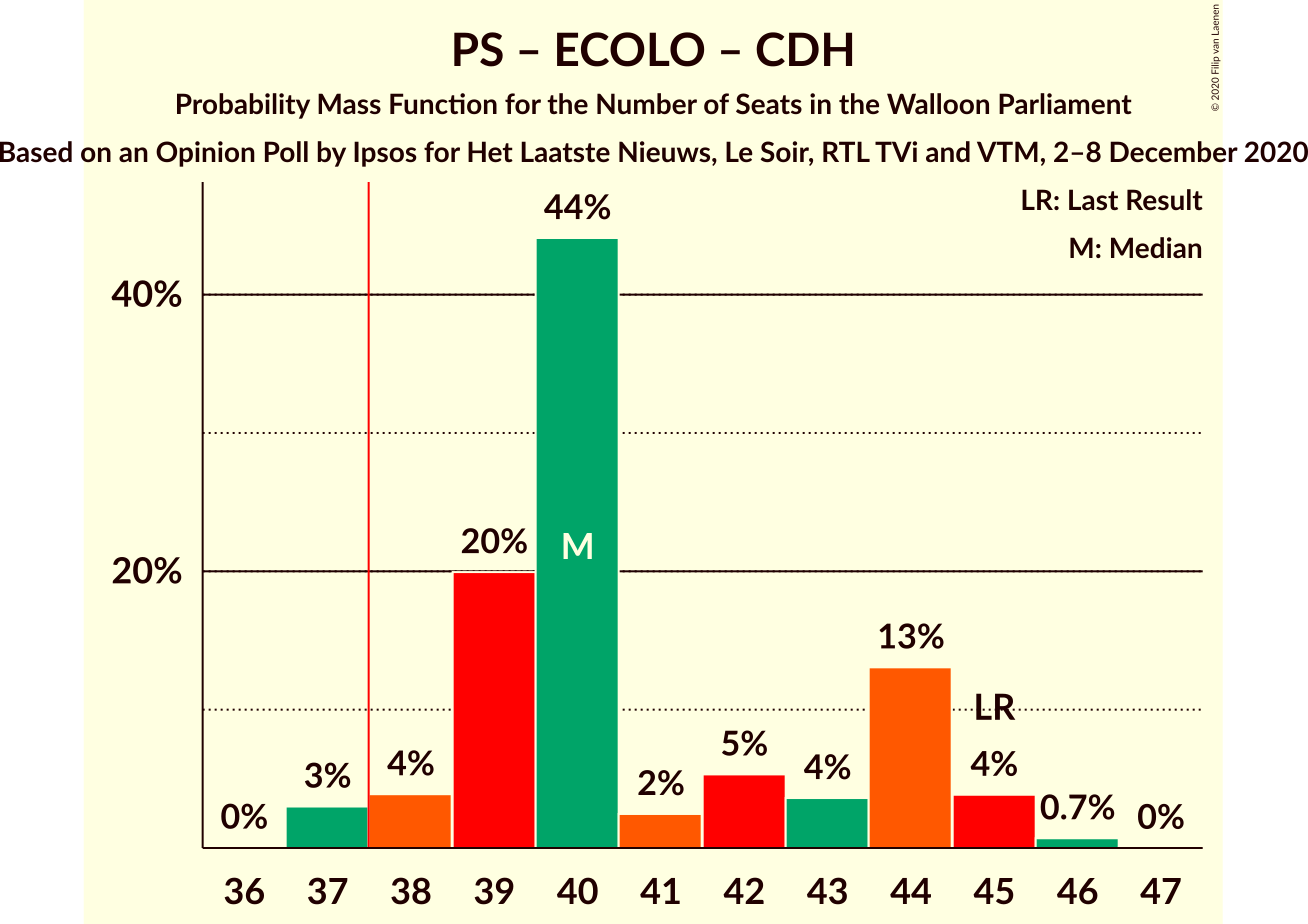 PS – ECOLO – CDH
Probability Mass Function for the Number of Seats in the Walloon Parliament
Based on an Opinion Poll by Ipsos for Het Laatste Nieuws, Le Soir, RTL TVi and VTM, 2–8 December 2020
© 2020 Filip van Laenen
LR: Last Result
M: Median
44%
40%
20%
M
20%
13%
LR
5%
4%
4%
4%
3%
2%
0.7%
0%
0%
36 37 38 39 40 41 42 43 44 45 46 47